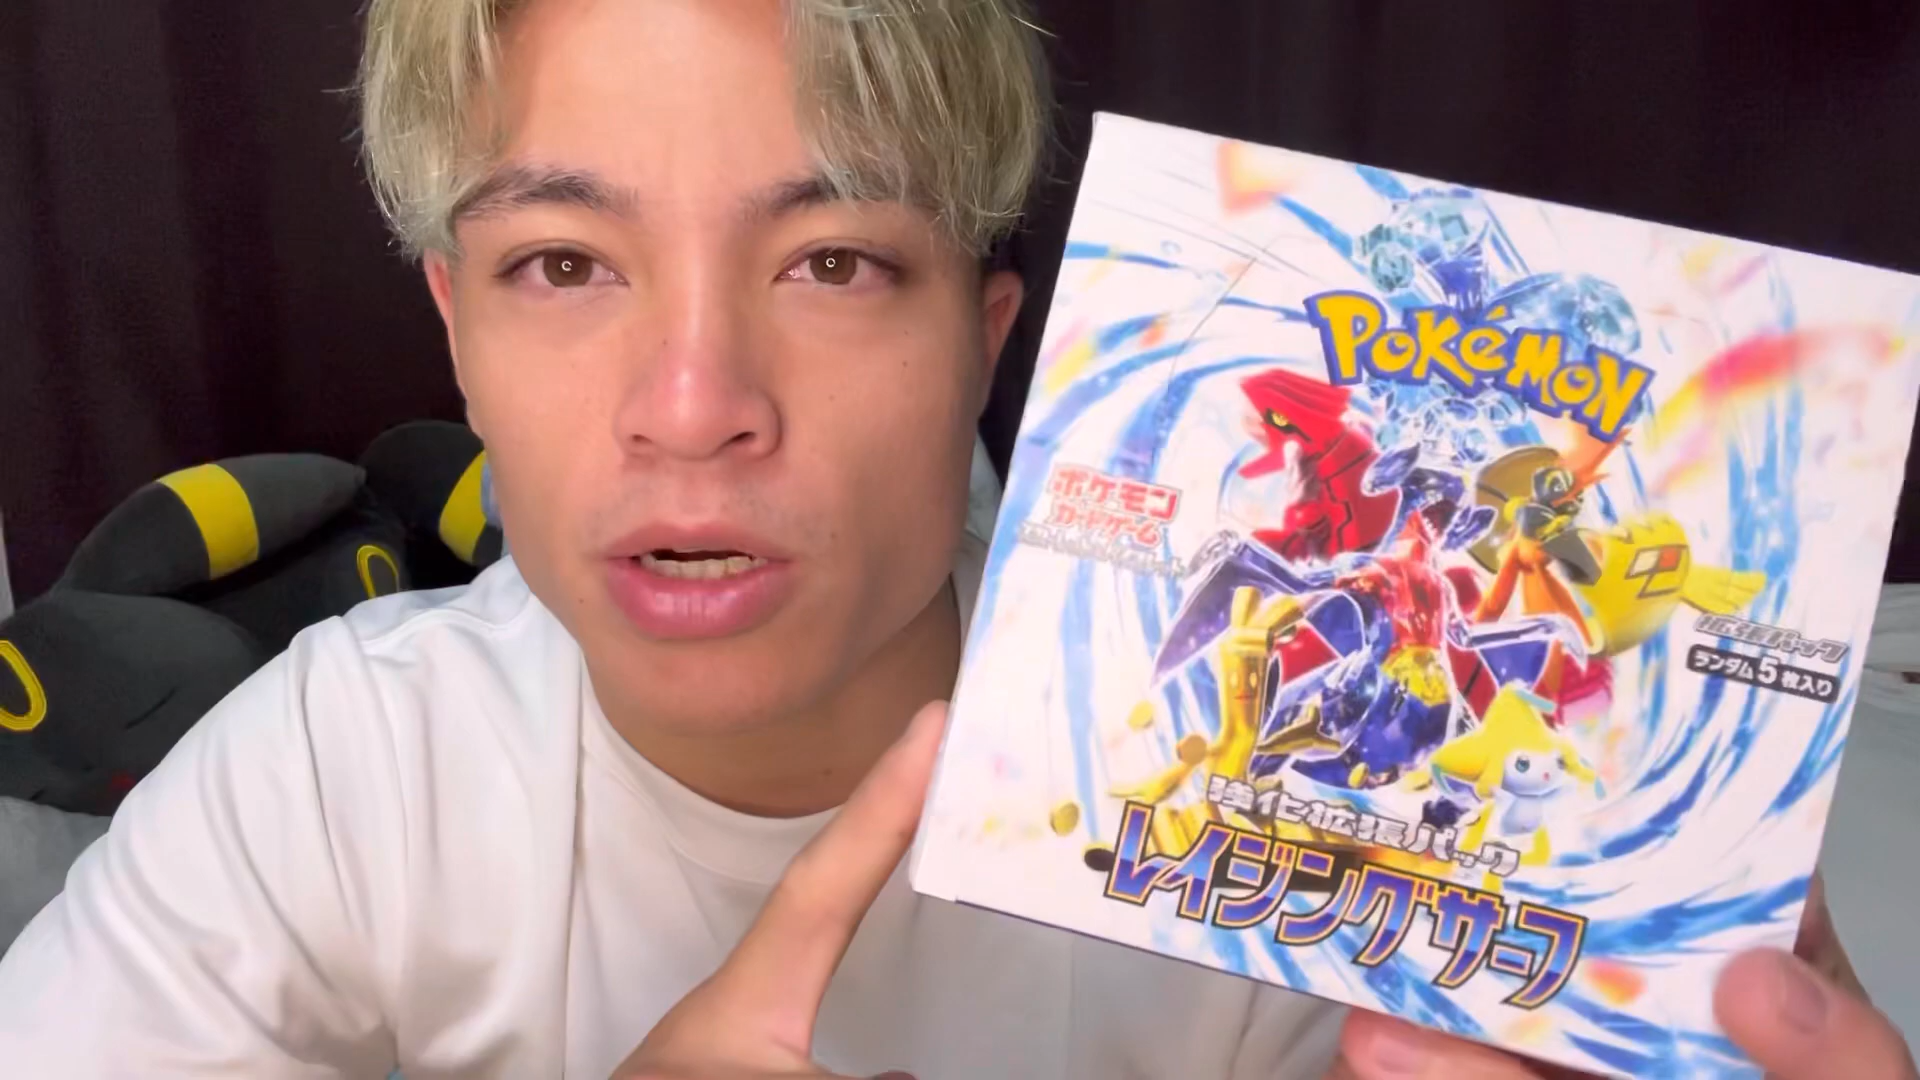 POKéMON
ポケモン
カードゲーム
拡張パック
ランダム5枚入り
強化拡張パック
レイジングサーフ